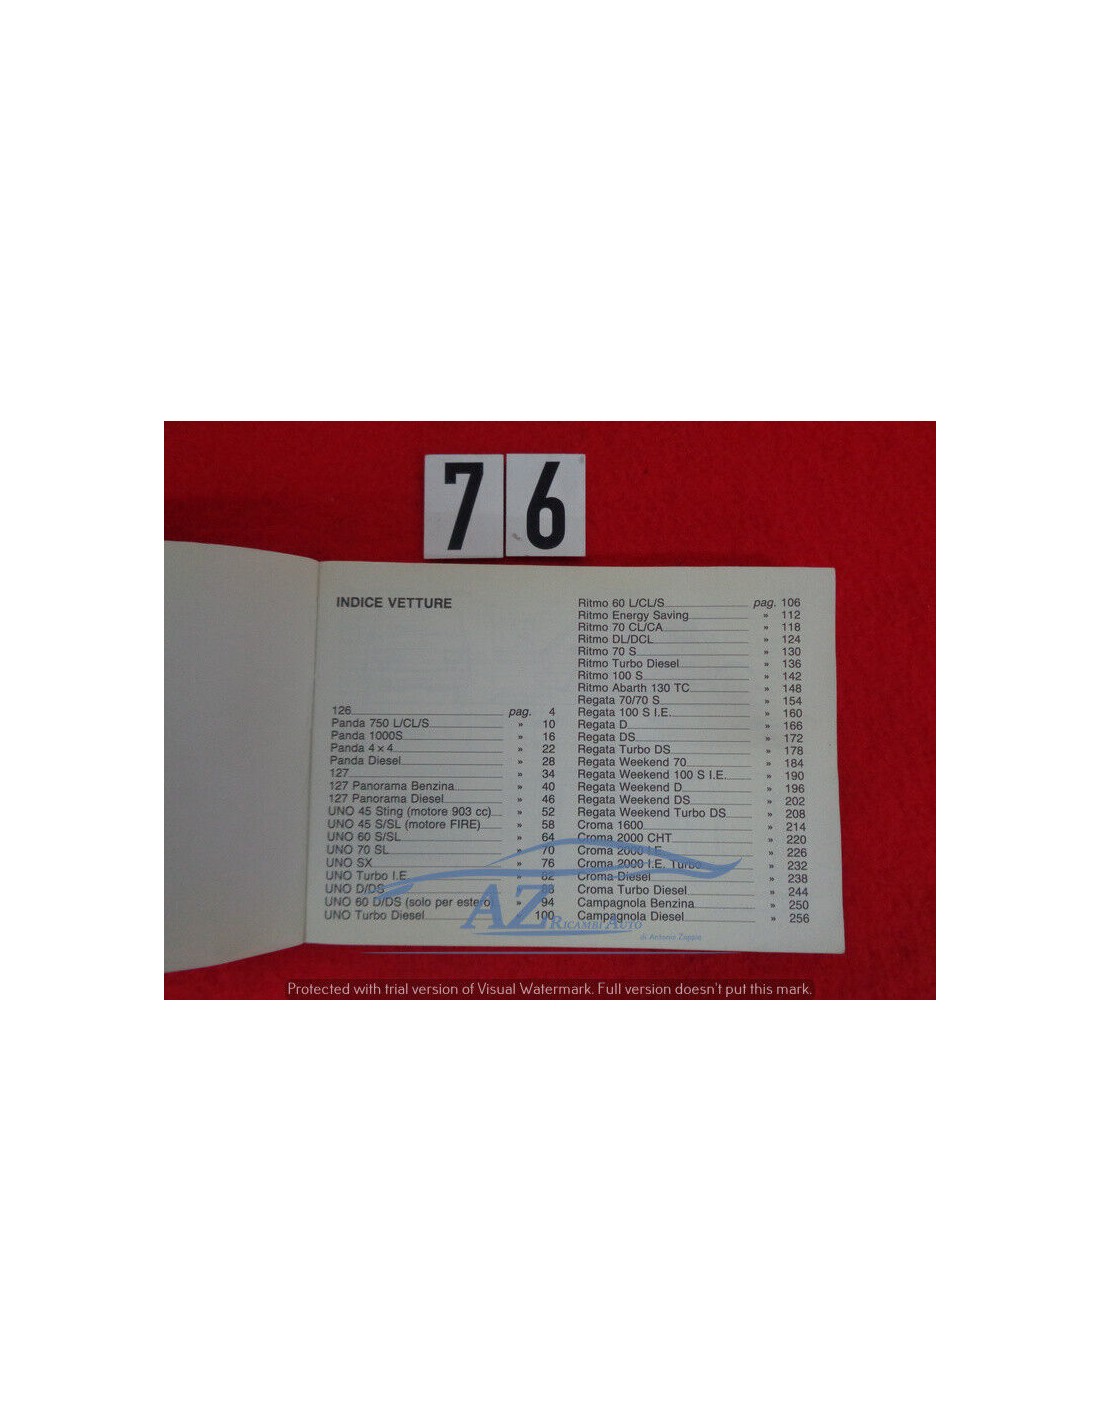 76
INDICE VETTURE
126 pag. 4
Panda 750 L/CL/S » 10
Panda 1000S » 16
Panda 4×4 » 22
Panda Diesel » 28
127 » 34
127 Panorama Benzina » 40
127 Panorama Diesel » 46
UNO 45 Sting (motore 903 cc) » 52
UNO 45 S/SL (motore FIRE) » 58
UNO 60 S/SL » 64
UNO 70 SL » 70
UNO SX » 76
UNO Turbo I.E. » 82
UNO D/DS » 88
UNO 60 D/DS (solo per estero) » 94
UNO Turbo Diesel » 100
Ritmo 60 L/CL/S pag. 106
Ritmo Energy Saving » 112
Ritmo 70 CL/CA » 118
Ritmo DL/DCL » 124
Ritmo 70 S » 130
Ritmo Turbo Diesel » 136
Ritmo 100 S » 142
Ritmo Abarth 130 TC » 148
Regata 70/70 S » 154
Regata 100 S I.E. » 160
Regata D » 166
Regata DS » 172
Regata Turbo DS » 178
Regata Weekend 70 » 184
Regata Weekend 100 S I.E. » 190
Regata Weekend D » 196
Regata Weekend DS » 202
Regata Weekend Turbo DS » 208
Croma 1600 » 214
Croma 2000 CHT » 220
Croma 2000 I.E. » 226
Croma 2000 I.E. Turbo » 232
Croma Diesel » 238
Croma Turbo Diesel » 244
Campagnola Benzina » 250
Campagnola Diesel » 256
AZ Ricambi Auto
Protected with trial version of Visual Watermark. Full version doesn't put this mark.